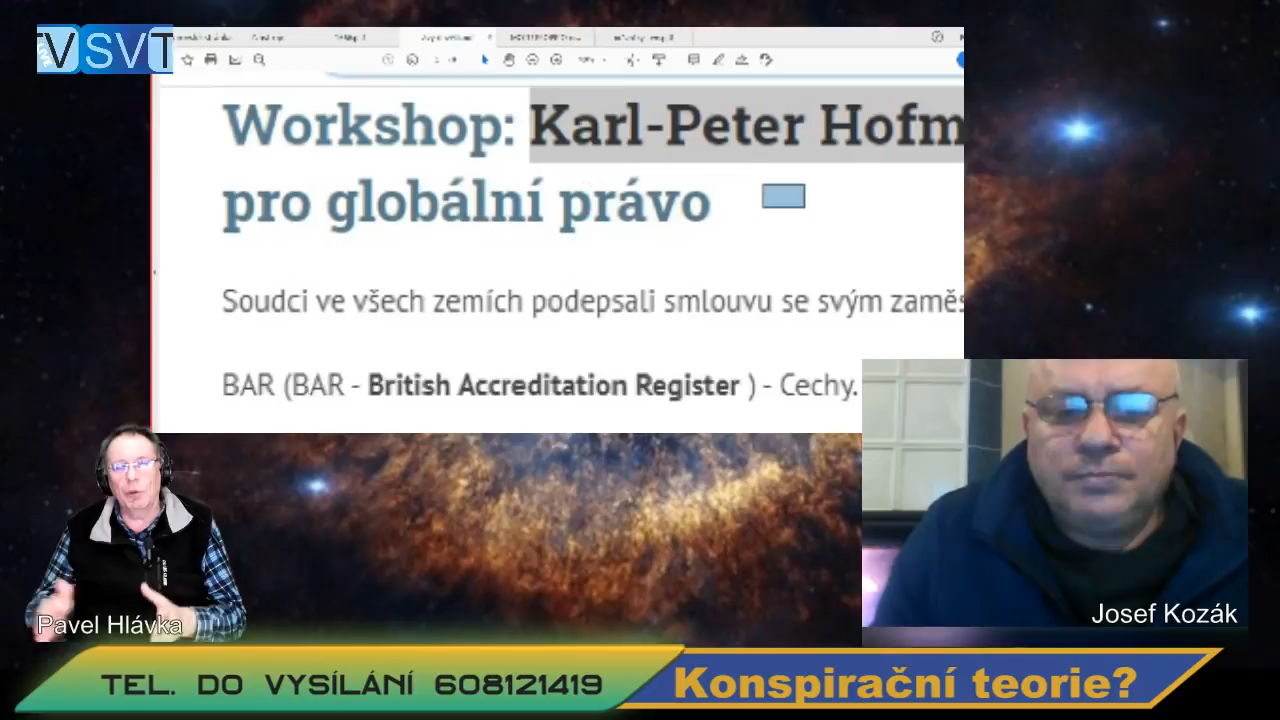 VSVT
Workshop: Karl-Peter Hofm
pro globální právo
Soudci ve všech zemích podepsali smlouvu se svým zaměs
BAR (BAR - British Accreditation Register ) - Cechy.
Pavel Hlávka
Josef Kozák
TEL. DO VYSÍLÁNÍ 608121419
Konspirační teorie?